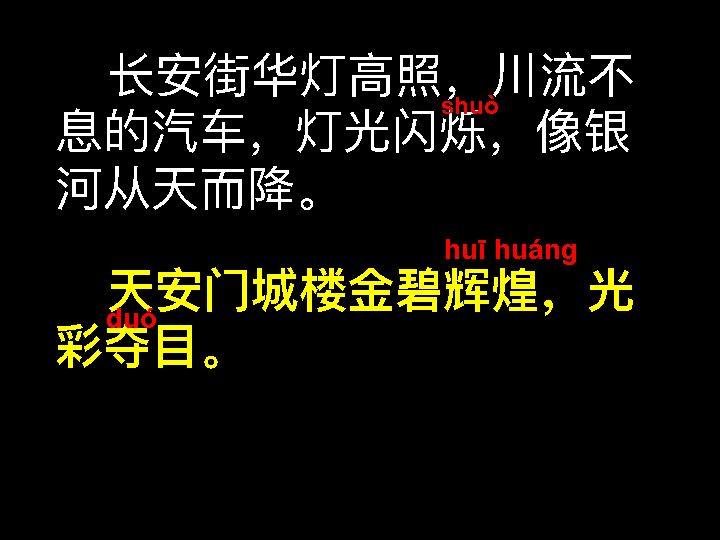 长安街华灯高照，川流不
shuò
息的汽车，灯光闪烁，像银
河从天而降。
huī huáng
天安门城楼金碧辉煌，光
duó
彩夺目。